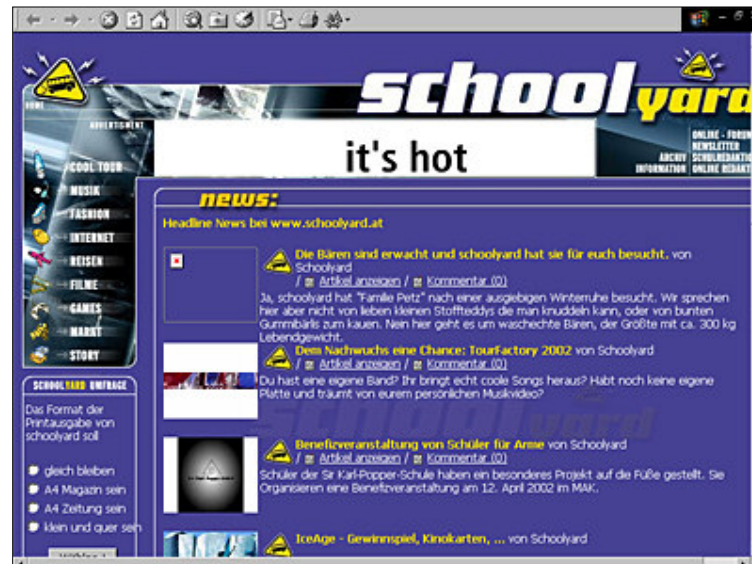 schoolyard
HOME
ADVERTISMENT
it's hot
ONLINE - FORUM
NEWSLETTER
ARCHIV SCHULREDAKTIO
INFORMATION ONLINE REDAKT
COOL TOUR
MUSIK
FASHION
INTERNET
REISEN
FILME
GAMES
MARKT
STORY
news:
Headline News bei www.schoolyard.at
Die Bären sind erwacht und schoolyard hat sie für euch besucht. von
Schoolyard
/ Artikel anzeigen / Kommentar (0)
Ja, schoolyard hat "Familie Petz" nach einer ausgebigen Winterruhe besucht. Wir sprechen
hier aber nicht von lieben kleinen Stoffteddys die man knuddeln kann, oder von bunten
Gummibärlis zum kauen. Nein hier geht es um waschechte Bären, der Größte mit ca. 300 kg
Lebendgewicht.
Dem Nachwuchs eine Chance: TourFactory 2002 von Schoolyard
/ Artikel anzeigen / Kommentar (0)
Du hast eine eigene Band? Ihr bringt echt coole Songs heraus? Habt noch keine eigene
Platte und träumt von eurem persönlichen Musikvideo?
schoolyard
Benefizveranstaltung von Schüler für Arme von Schoolyard
/ Artikel anzeigen / Kommentar (0)
Schüler der Sir Karl-Popper-Schule haben ein besonderes Projekt auf die Füße gestellt. Sie
Organisieren eine Benefizveranstaltung am 12. April 2002 im MAK.
IceAge - Gewinnspiel, Kinokarten, ... von Schoolyard
SCHOOLYARD UMFRAGE
Das Format der
Printausgabe von
schoolyard soll
gleich bleiben
A4 Magazin sein
A4 Zeitung sein
klein und quer sein